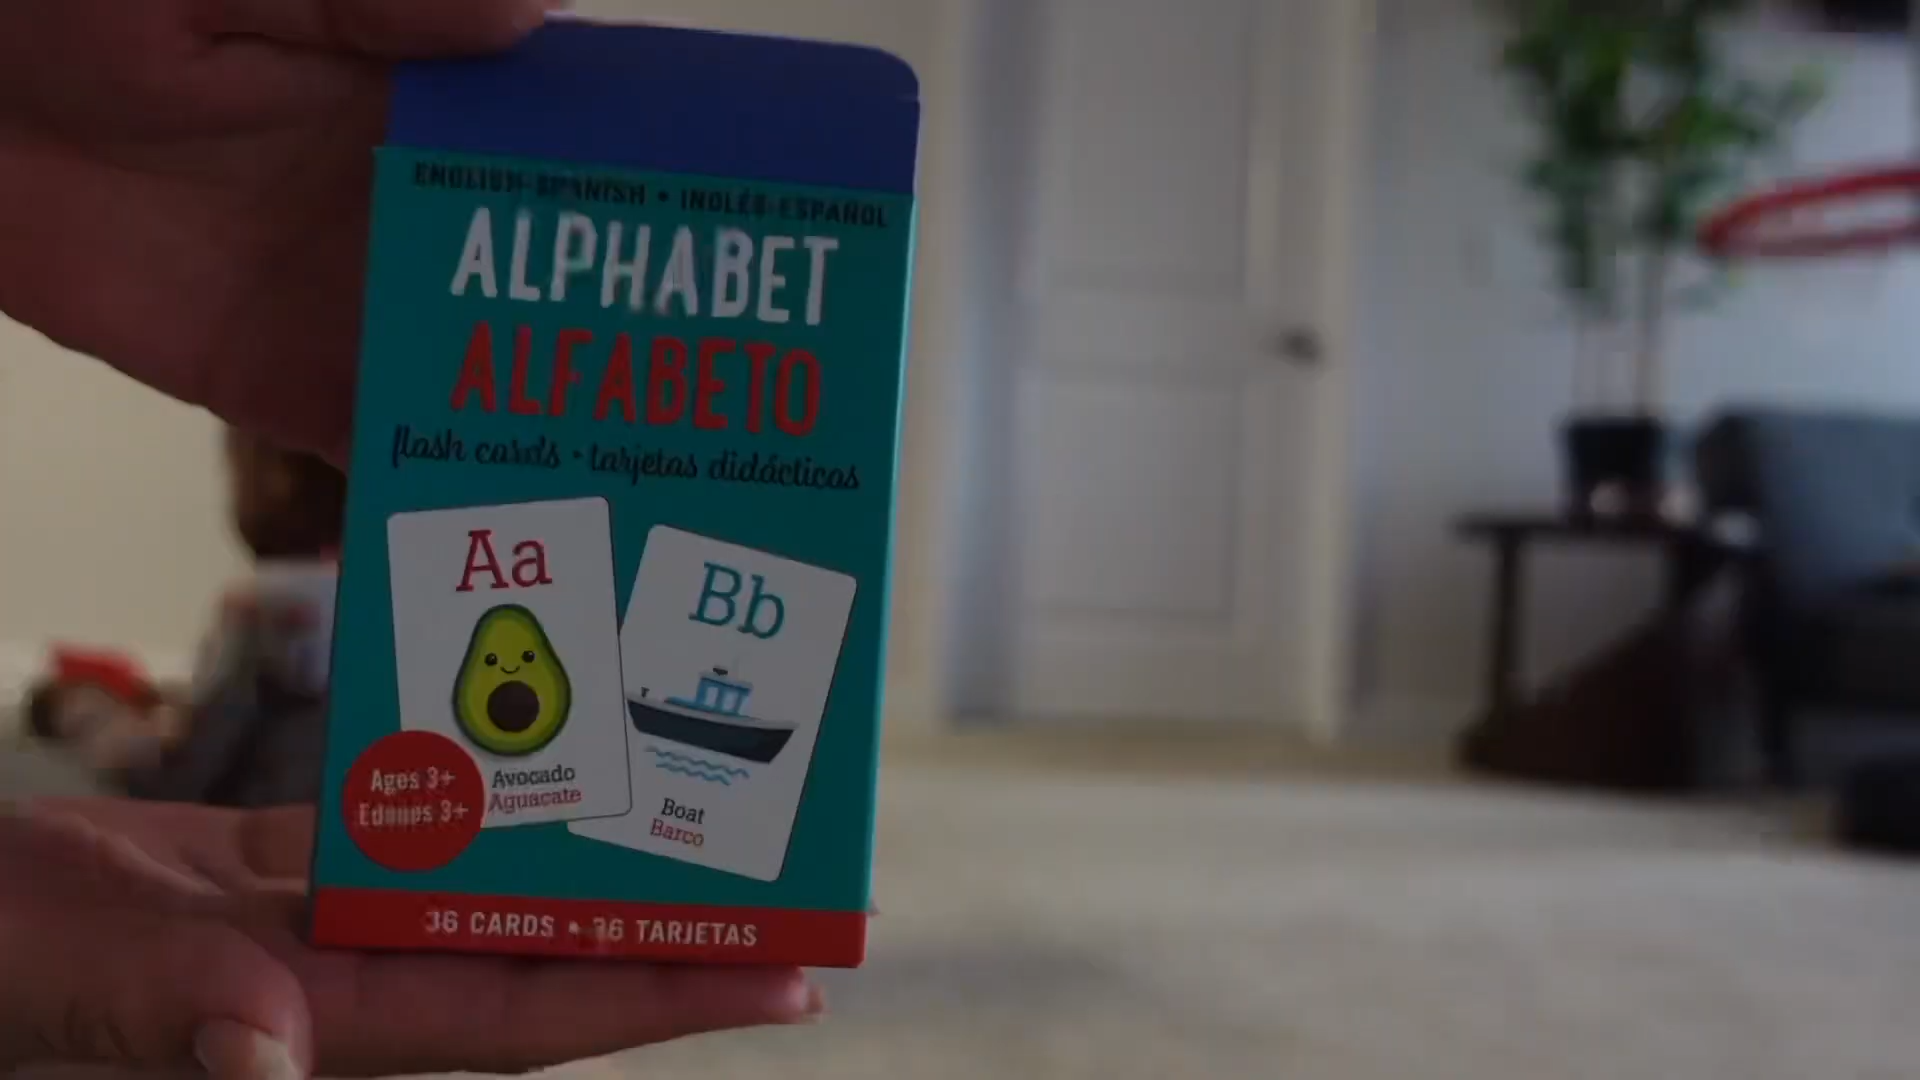 ENGLISH-SPANISH • INGLÉS-ESPAÑOL
ALPHABET
ALFABETO
flash cards • tarjetas didácticas
Aa
Avocado
Aguacate
Bb
Boat
Barco
Ages 3+
Edades 3+
36 CARDS • 36 TARJETAS